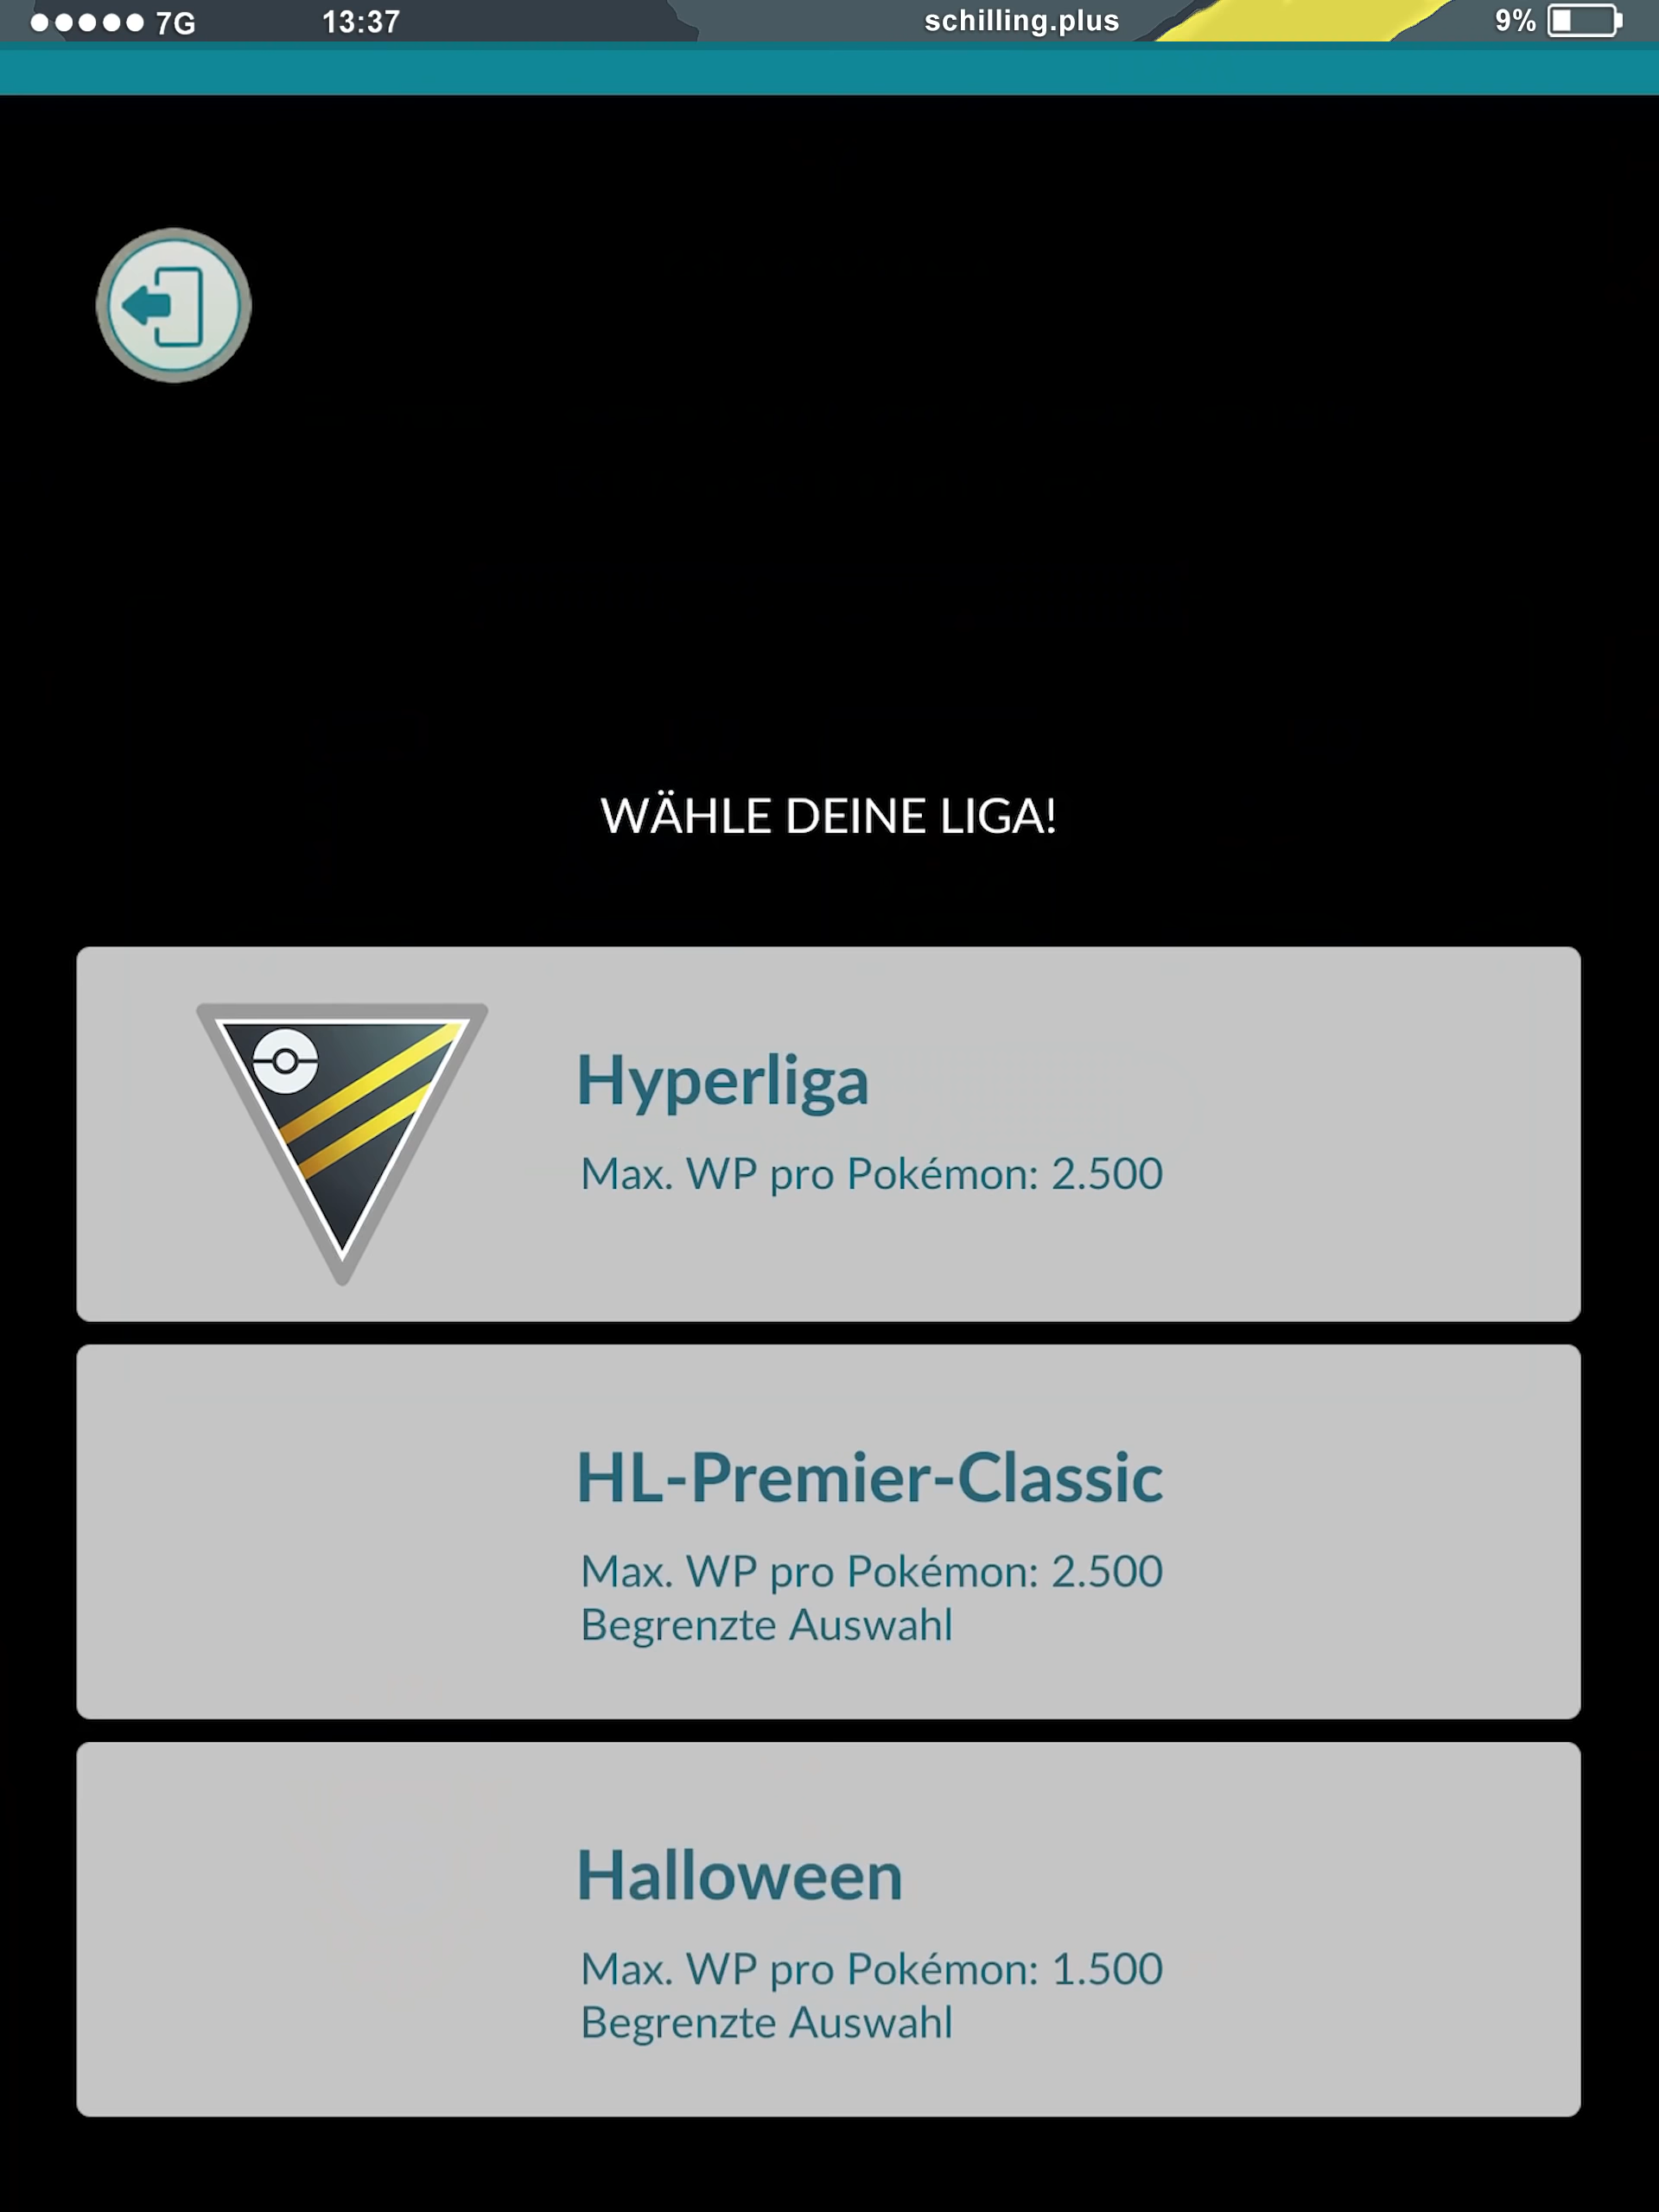 7G 13:37 schilling.plus 9%
WÄHLE DEINE LIGA!
Hyperliga
Max. WP pro Pokémon: 2.500
HL-Premier-Classic
Max. WP pro Pokémon: 2.500
Begrenzte Auswahl
Halloween
Max. WP pro Pokémon: 1.500
Begrenzte Auswahl